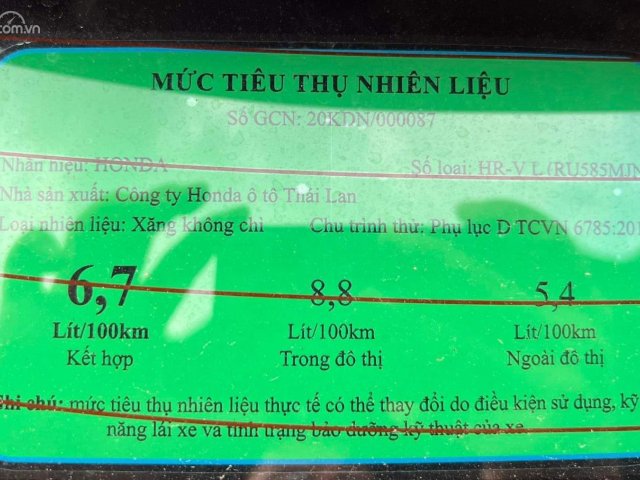 com.vn
MỨC TIÊU THỤ NHIÊN LIỆU
Số GCN: 20KDN/000087
Nhãn hiệu: HONDA Số loại: HR-V L (RU585MJN
Nhà sản xuất: Công ty Honda ô tô Thái Lan
Loại nhiên liệu: Xăng không chì Chu trình thử: Phụ lục D TCVN 6785:201
6,7 8,8 5,4
Lít/100km Lít/100km Lít/100km
Kết hợp Trong đô thị Ngoài đô thị
Ghi chú: mức tiêu thụ nhiên liệu thực tế có thể thay đổi do điều kiện sử dụng, kỹ
năng lái xe và tình trạng bảo dưỡng kỹ thuật của xe.